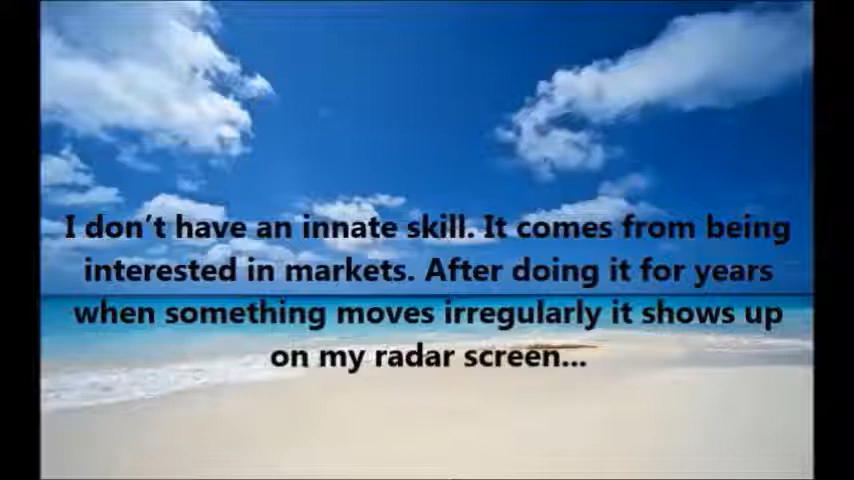 I don't have an innate skill. It comes from being
interested in markets. After doing it for years
when something moves irregularly it shows up
on my radar screen...